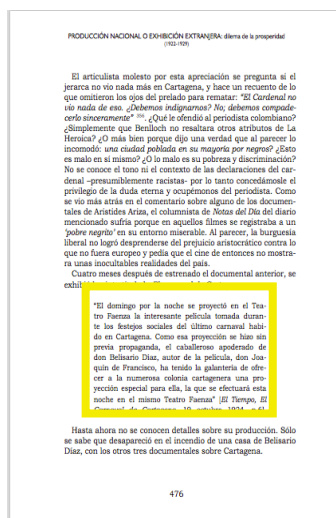 PRODUCCIÓN NACIONAL O EXHIBICIÓN EXTRANJERA: dilema de la prosperidad
(1922-1929)
El articulista molesto por esta apreciación se pregunta si el
jerarca no vio nada más en Cartagena, y hace un recuento de lo
que omitieron los ojos del prelado para rematar: "El Cardenal no
vio nada de eso. ¿Debemos indignarnos? No; debemos compade-
cerlo sinceramente" ³⁵⁶. ¿Qué le ofendió al periodista colombiano?
¿Simplemente que Benlloch no resaltara otros atributos de La
Heroica? ¿O más bien porque dijo una verdad que al parecer lo
incomodó: una ciudad poblada en su mayoría por negros? ¿Esto
es malo en si mismo? ¿O lo malo es su pobreza y discriminación?
No se conoce el tono ni el contexto de las declaraciones del car-
denal –presumiblemente racistas- por lo tanto concedámosle el
privilegio de la duda eterna y ocupémonos del periodista. Como
se vio más atrás en el comentario sobre alguno de los documen-
tales de Arístides Ariza, el columnista de Notas del Día del diario
mencionado sufría porque en aquellos filmes se registraba a un
'pobre negrito' en su entorno miserable. Al parecer, la burguesía
liberal no logró desprenderse del prejuicio aristocrático contra lo
que no fuera europeo y pedía que el cine de entonces no mostra-
ra unas inocultables realidades del país.
Cuatro meses después de estrenado el documental anterior, se
"El domingo por la noche se proyectó en el Tea-
tro Faenza la interesante película tomada duran-
te los festejos sociales del último carnaval habi-
do en Cartagena. Como esa proyección se hizo sin
previa propaganda, el caballeroso apoderado de
don Belisario Díaz, autor de la película, don Joa-
quín de Francisco, ha tenido la galantería de ofre-
cer a la numerosa colonia cartagenera una pro-
yección especial para ella, la que se efectuará esta
noche en el mismo Teatro Faenza" [El Tiempo, El
Hasta ahora no se conocen detalles sobre su producción. Sólo
se sabe que desapareció en el incendio de una casa de Belisario
Díaz, con los otros tres documentales sobre Cartagena.
476